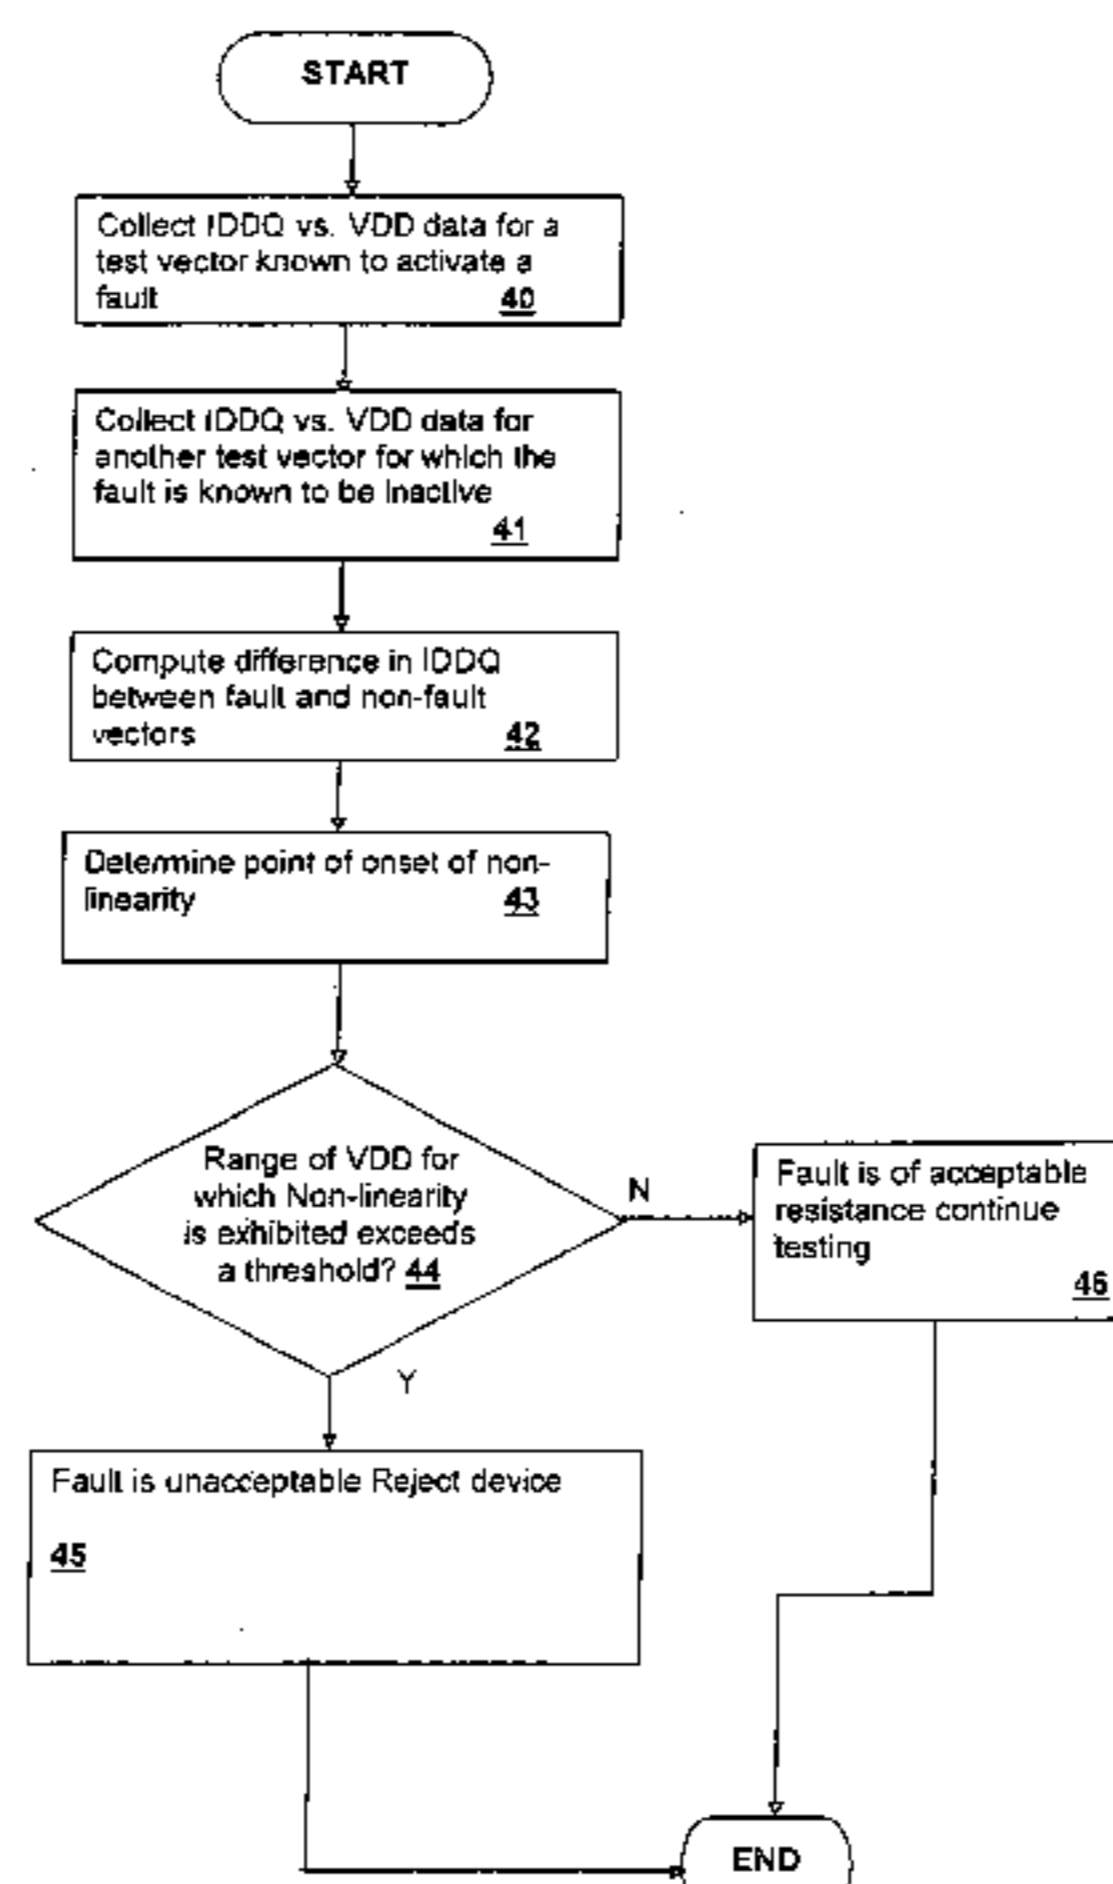 START
Collect IDDQ vs. VDD data for a
test vector known to activate a
fault 40
Collect IDDQ vs. VDD data for
another test vector for which the
fault is known to be inactive
41
Compute difference in IDDQ
between fault and non-fault
vectors 42
Determine point of onset of non-
linearity 43
Range of VDD for
which Non-linearity
is exhibited exceeds
a threshold? 44
N
Fault is of acceptable
resistance continue
testing
46
Y
Fault is unacceptable Reject device
45
END